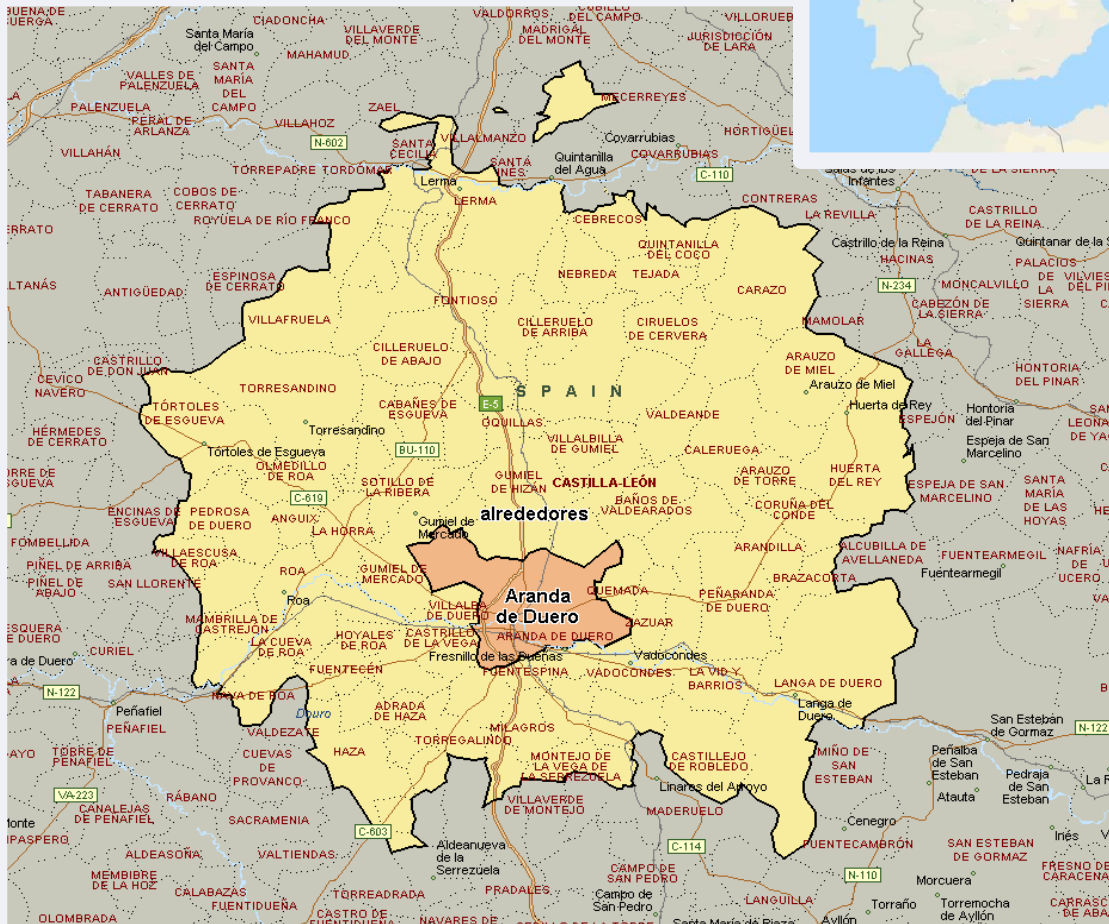 CIADONCHA
VILLAVERDE
DEL MONTE
VALDORROS
DEL CAMPO
MADRIGAL
DEL MONTE
JURISDICCIÓN
DE LARA
Santa María
del Campo
MAHAMUD
VALLES DE
PALENZUELA
SANTA
MARÍA
DEL
CAMPO
PALENZUELA
PERAL DE
ARLANZA
VILLAHOZ
ZAEL
MECERREYES
N-602
VILLAHÁN
SANTA
CECILIA
VILLALMANZO
Covarrubias
COVARRUBIAS
TORREPADRE
TORDÓMAR
SANTA
INÉS
Quintanilla
del Agua
C-110
Infantes
DE LA SIERRA
TABANERA
DE CERRATO
COBOS DE
CERRATO
Lerma
LERMA
CONTRERAS
LA REVILLA
CASTRILLO
DE LA REINA
ROYUELA DE RÍO FRANCO
CEBRECOS
QUINTANILLA
DEL COCO
Castrillo de la Reina
HACINAS
ESPINOSA
DE CERRATO
ANTIGÜEDAD
NEBREDA
TEJADA
CARAZO
N-234
PALACIOS
DE
LA
SIERRA
MONCALVILLO
CABEZÓN DE
LA SIERRA
FONTIOSO
VILLAFRUELA
CILLERUELO
DE ARRIBA
CIRUELOS
DE CERVERA
MAMOLAR
LA
GALLEGA
CILLERUELO
DE ABAJO
ARAUZO
DE MIEL
HONTORIA
DEL PINAR
CASTRILLO
DE DON JUAN
CEVICO
NAVERO
TORRESANDINO
SPAIN
Arauzo de Miel
Huerta de Rey
TÓRTOLES
DE ESGUEVA
CABAÑES DE
ESGUEVA
E-5
OQUILLAS
VALDEANDE
ESPEJÓN
Hontoria
del Pinar
HÉRMEDES
DE CERRATO
Torresandino
VILLALBILLA
DE GUMIEL
CALERUEGA
Espeja de San
Marcelino
Tórtoles de Esgueva
BU-110
OLMEDILLO
DE ROA
SOTILLO DE
LA RIBERA
GUMIEL
DE HIZÁN
CASTILLA-LEÓN
ARAUZO
DE TORRE
HUERTA
DEL REY
ESPEJA DE SAN
MARCELINO
SANTA
MARÍA
DE LAS
HOYAS
C-619
BAÑOS DE
VALDEARADOS
CORUÑA DEL
CONDE
ENCINAS DE
ESGUEVA
PEDROSA
DE DUERO
ANGUIX
LA HORRA
Gumiel de
Mercado
alrededores
ARANDILLA
ALCUBILLA DE
AVELLANEDA
FUENTEARMEGIL
NAFRÍA
DE
UCERO
Fuentearmegil
VILLAESCUSA
DE ROA
PIÑEL DE ARRIBA
PIÑEL DE
ABAJO
SAN LLORENTE
ROA
Roa
GUMIEL DE
MERCADO
BRAZACORTA
QUEMADA
PEÑARANDA
DE DUERO
Aranda
de Duero
VILLALBA
DE DUERO
ZAZUAR
MAMBRILLA DE
CASTREJÓN
LA CUEVA
DE ROA
HOYALES
DE ROA
CASTRILLO
DE LA VEGA
ARANDA DE DUERO
CURIEL
Fresnillo de las Dueñas
Vadocondes
FUENTECÉN
FUENTESPINA
VADOCONDES
LA VID Y
BARRIOS
LANGA DE DUERO
N-122
Peñafiel
PEÑAFIEL
NAVA DE ROA
Douro
VALDEZATE
ADRADA
DE HAZA
MILAGROS
Langa de
Duero
San Esteban
de Gormaz
N-122
TORRE DE
PEÑAFIEL
CUEVAS
DE
PROVANCO
HAZA
TORREGALINDO
MONTEJO DE
LA VEGA DE
LA SERREZUELA
CASTILLEJO
DE ROBLEDO
MIÑO DE
SAN
ESTEBAN
Peñalba
de San
Esteban
Pedraja
de San
Esteban
Atauta
Linares del Arroyo
VA-223
RÁBANO
CANALEJAS
DE PEÑAFIEL
SACRAMENIA
VILLAVERDE
DE MONTEJO
MADERUELO
C-603
Cenegro
Inés
ALDEASOÑA
VALTIENDAS
Aldeanueva
de la
Serrezuela
C-114
FUENTECAMBRÓN
SAN ESTEBAN
DE GORMAZ
MEMBIBRE
DE LA HOZ
CALABAZAS
FUENTIDUEÑA
TORREADRADA
PRADALES
CAMPO DE
SAN PEDRO
Campo de
San Pedro
LANGUILLA
N-110
Morcuera
Torraño
Torremocha
de Ayllón
OLOMBRADA
CASTRO DE
NAVARES DE
Ayllón